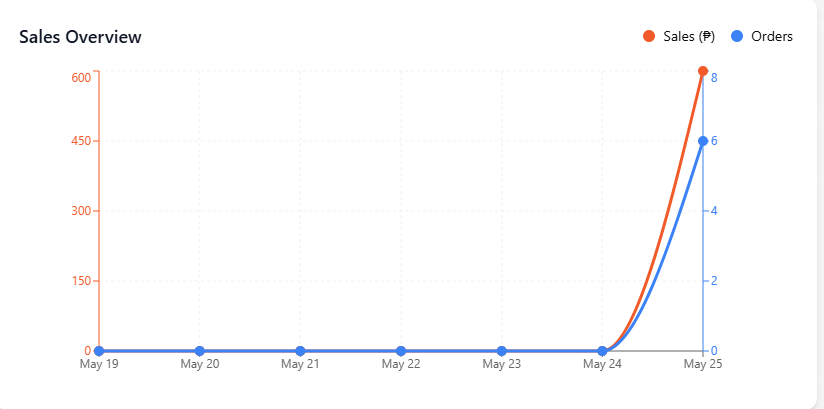 Sales Overview
Sales (₱)
Orders
600
450
300
150
0
8
6
4
2
0
May 19
May 20
May 21
May 22
May 23
May 24
May 25